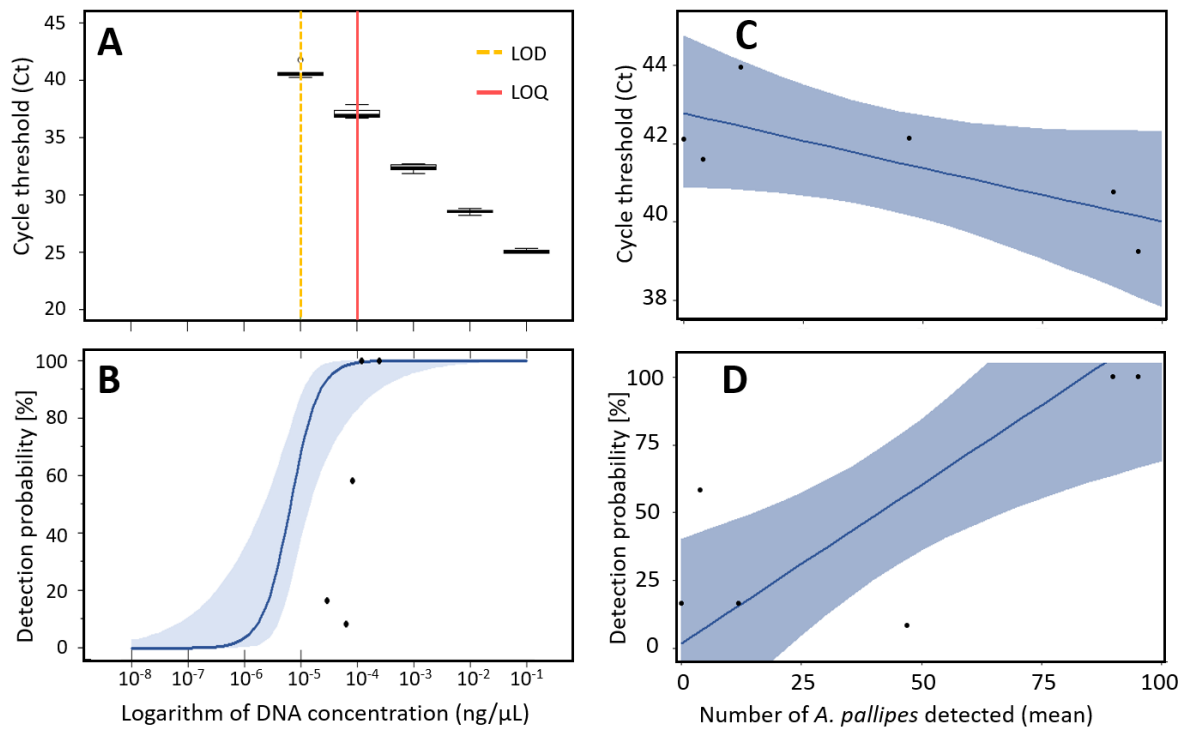 A
Cycle threshold (Ct)
45
40
35
30
25
20
LOD
LOQ
C
Cycle threshold (Ct)
44
42
40
38
B
Detection probability [%]
100
80
60
40
20
0
10-8 10-7 10-6 10-5 10-4 10-3 10-2 10-1
Logarithm of DNA concentration (ng/µL)
D
Detection probability [%]
100
75
50
25
0
0 25 50 75 100
Number of A. pallipes detected (mean)